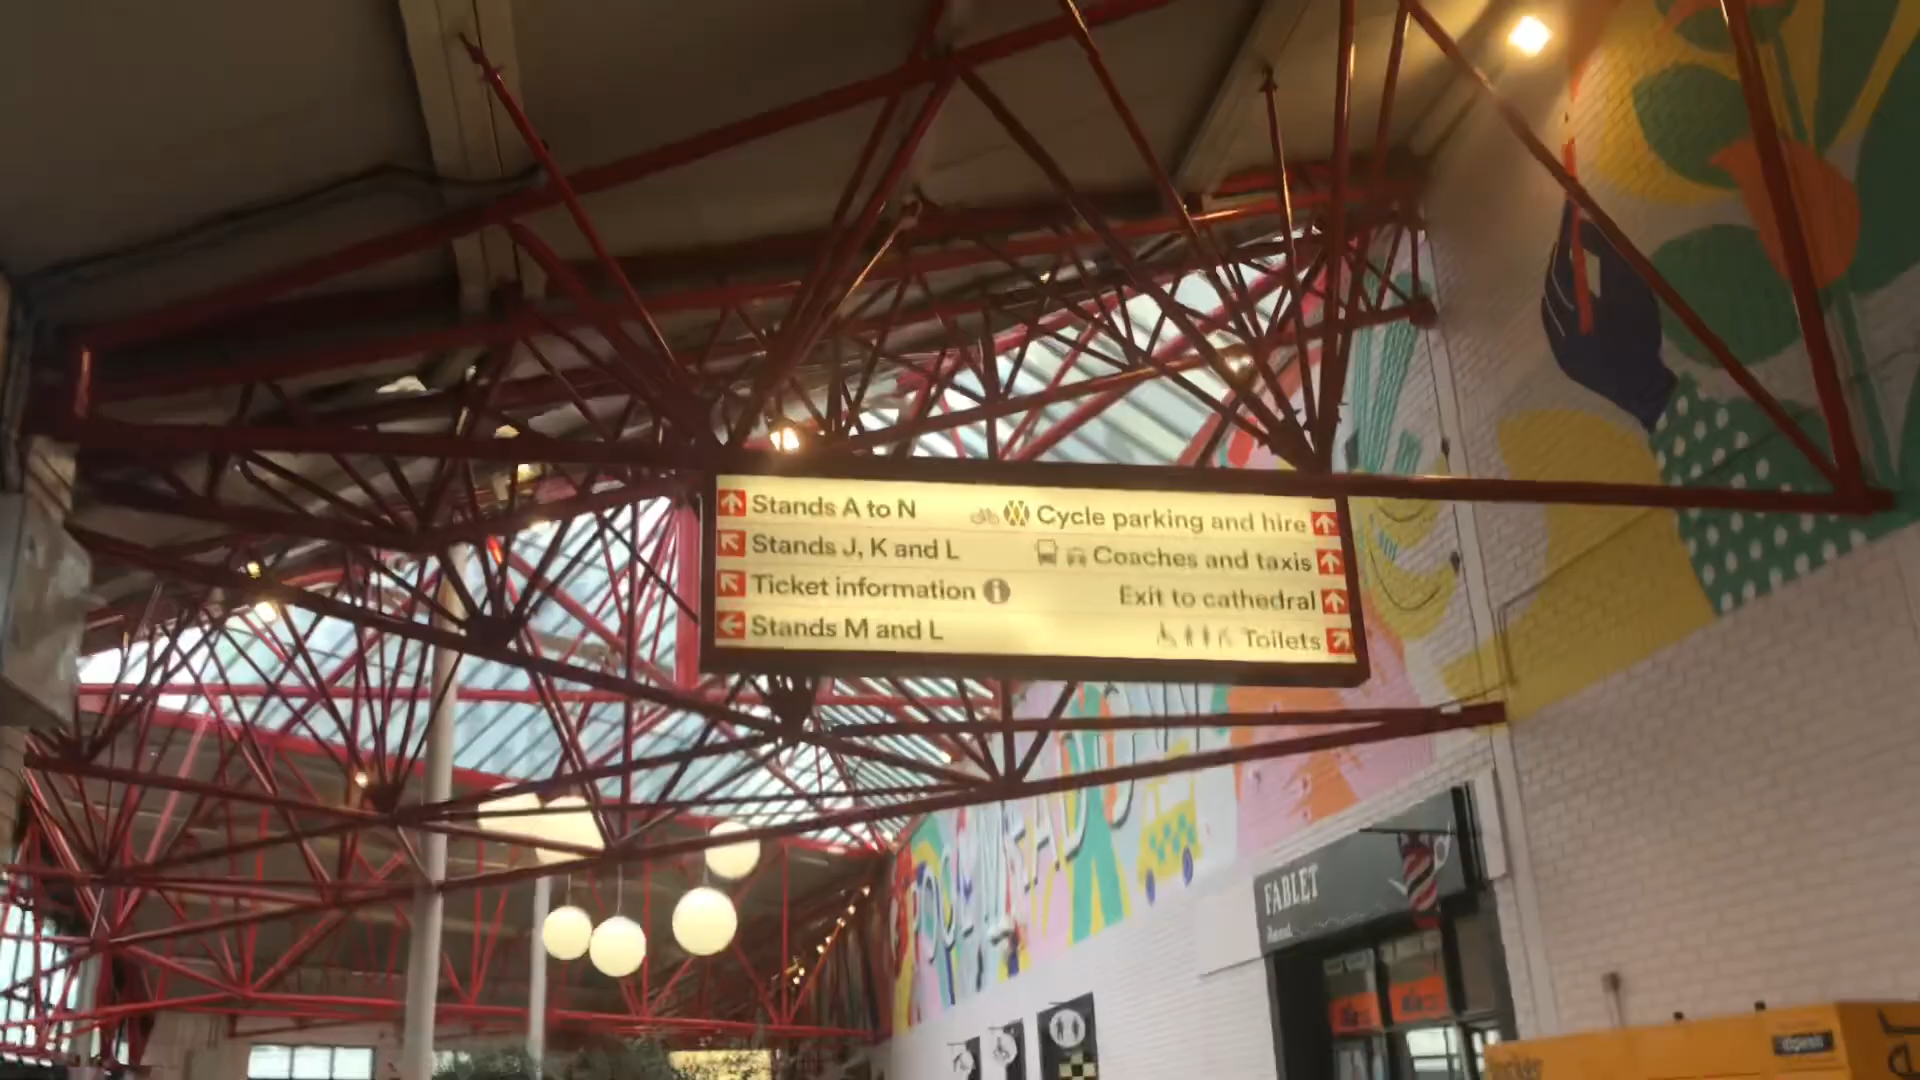 Stands A to N
Stands J, K and L
Ticket information
Stands M and L
Cycle parking and hire
Coaches and taxis
Exit to cathedral
Toilets
FABLET